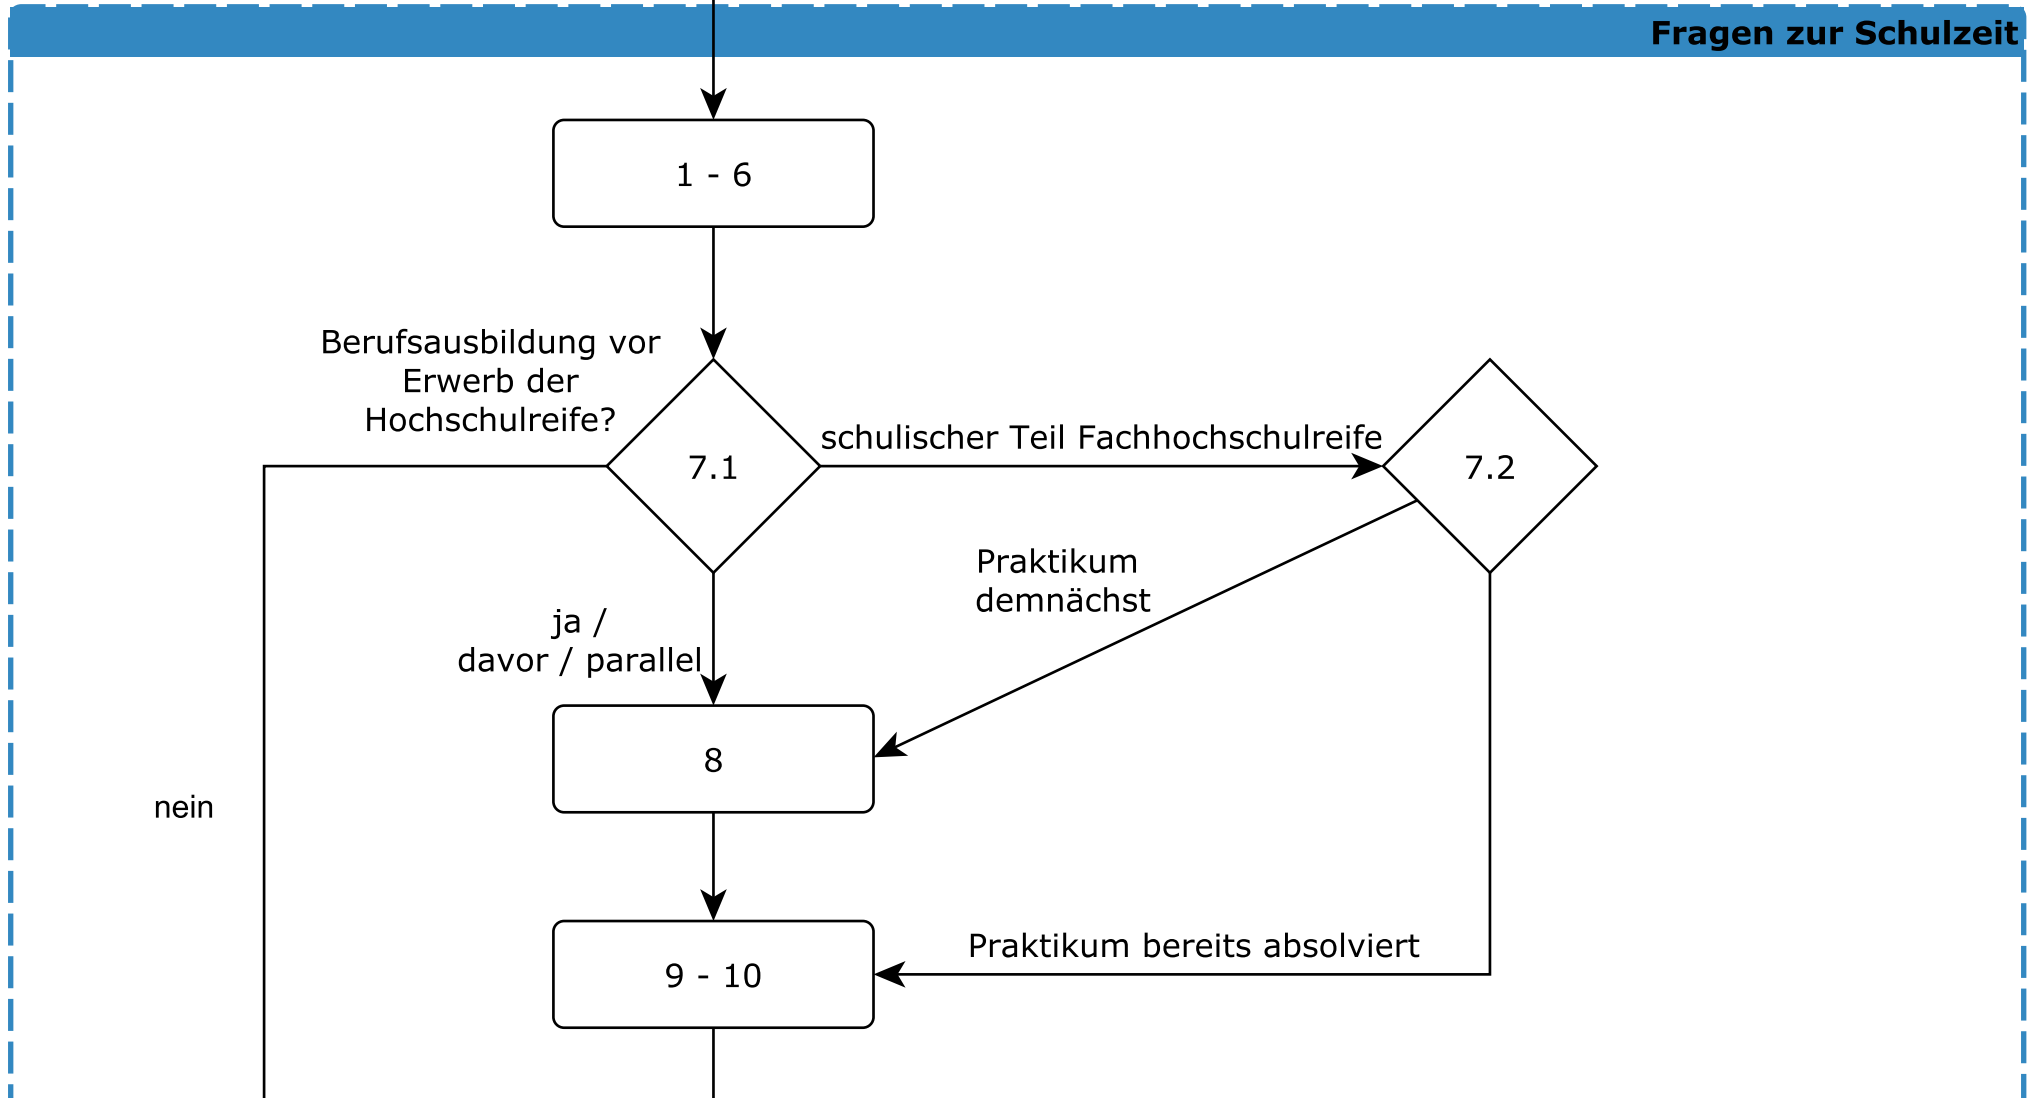 Fragen zur Schulzeit
1 - 6
Berufsausbildung vor
Erwerb der
Hochschulreife?
schulischer Teil Fachhochschulreife
7.1
7.2
Praktikum
demnächst
ja /
davor / parallel
8
nein
Praktikum bereits absolviert
9 - 10